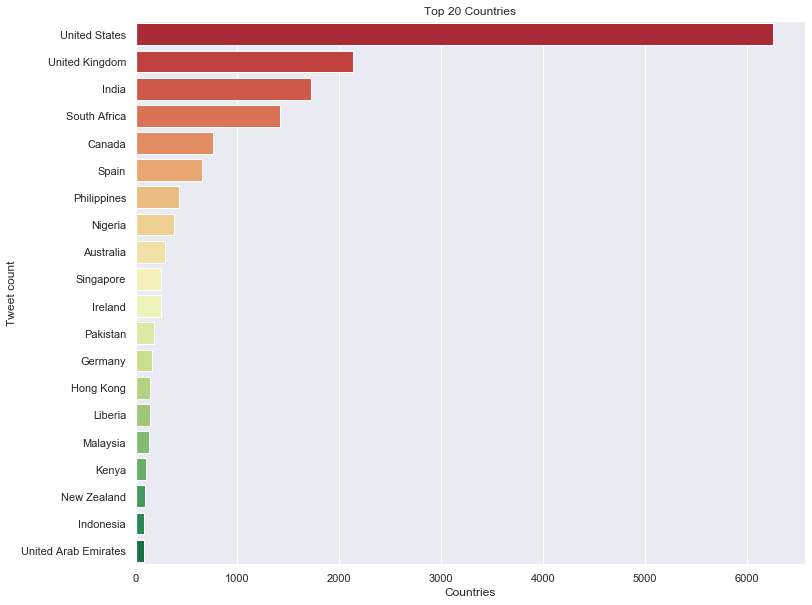 Top 20 Countries
United States
United Kingdom
India
South Africa
Canada
Spain
Philippines
Nigeria
Australia
Singapore
Ireland
Pakistan
Germany
Hong Kong
Liberia
Malaysia
Kenya
New Zealand
Indonesia
United Arab Emirates
Tweet count
0 1000 2000 3000 4000 5000 6000
Countries